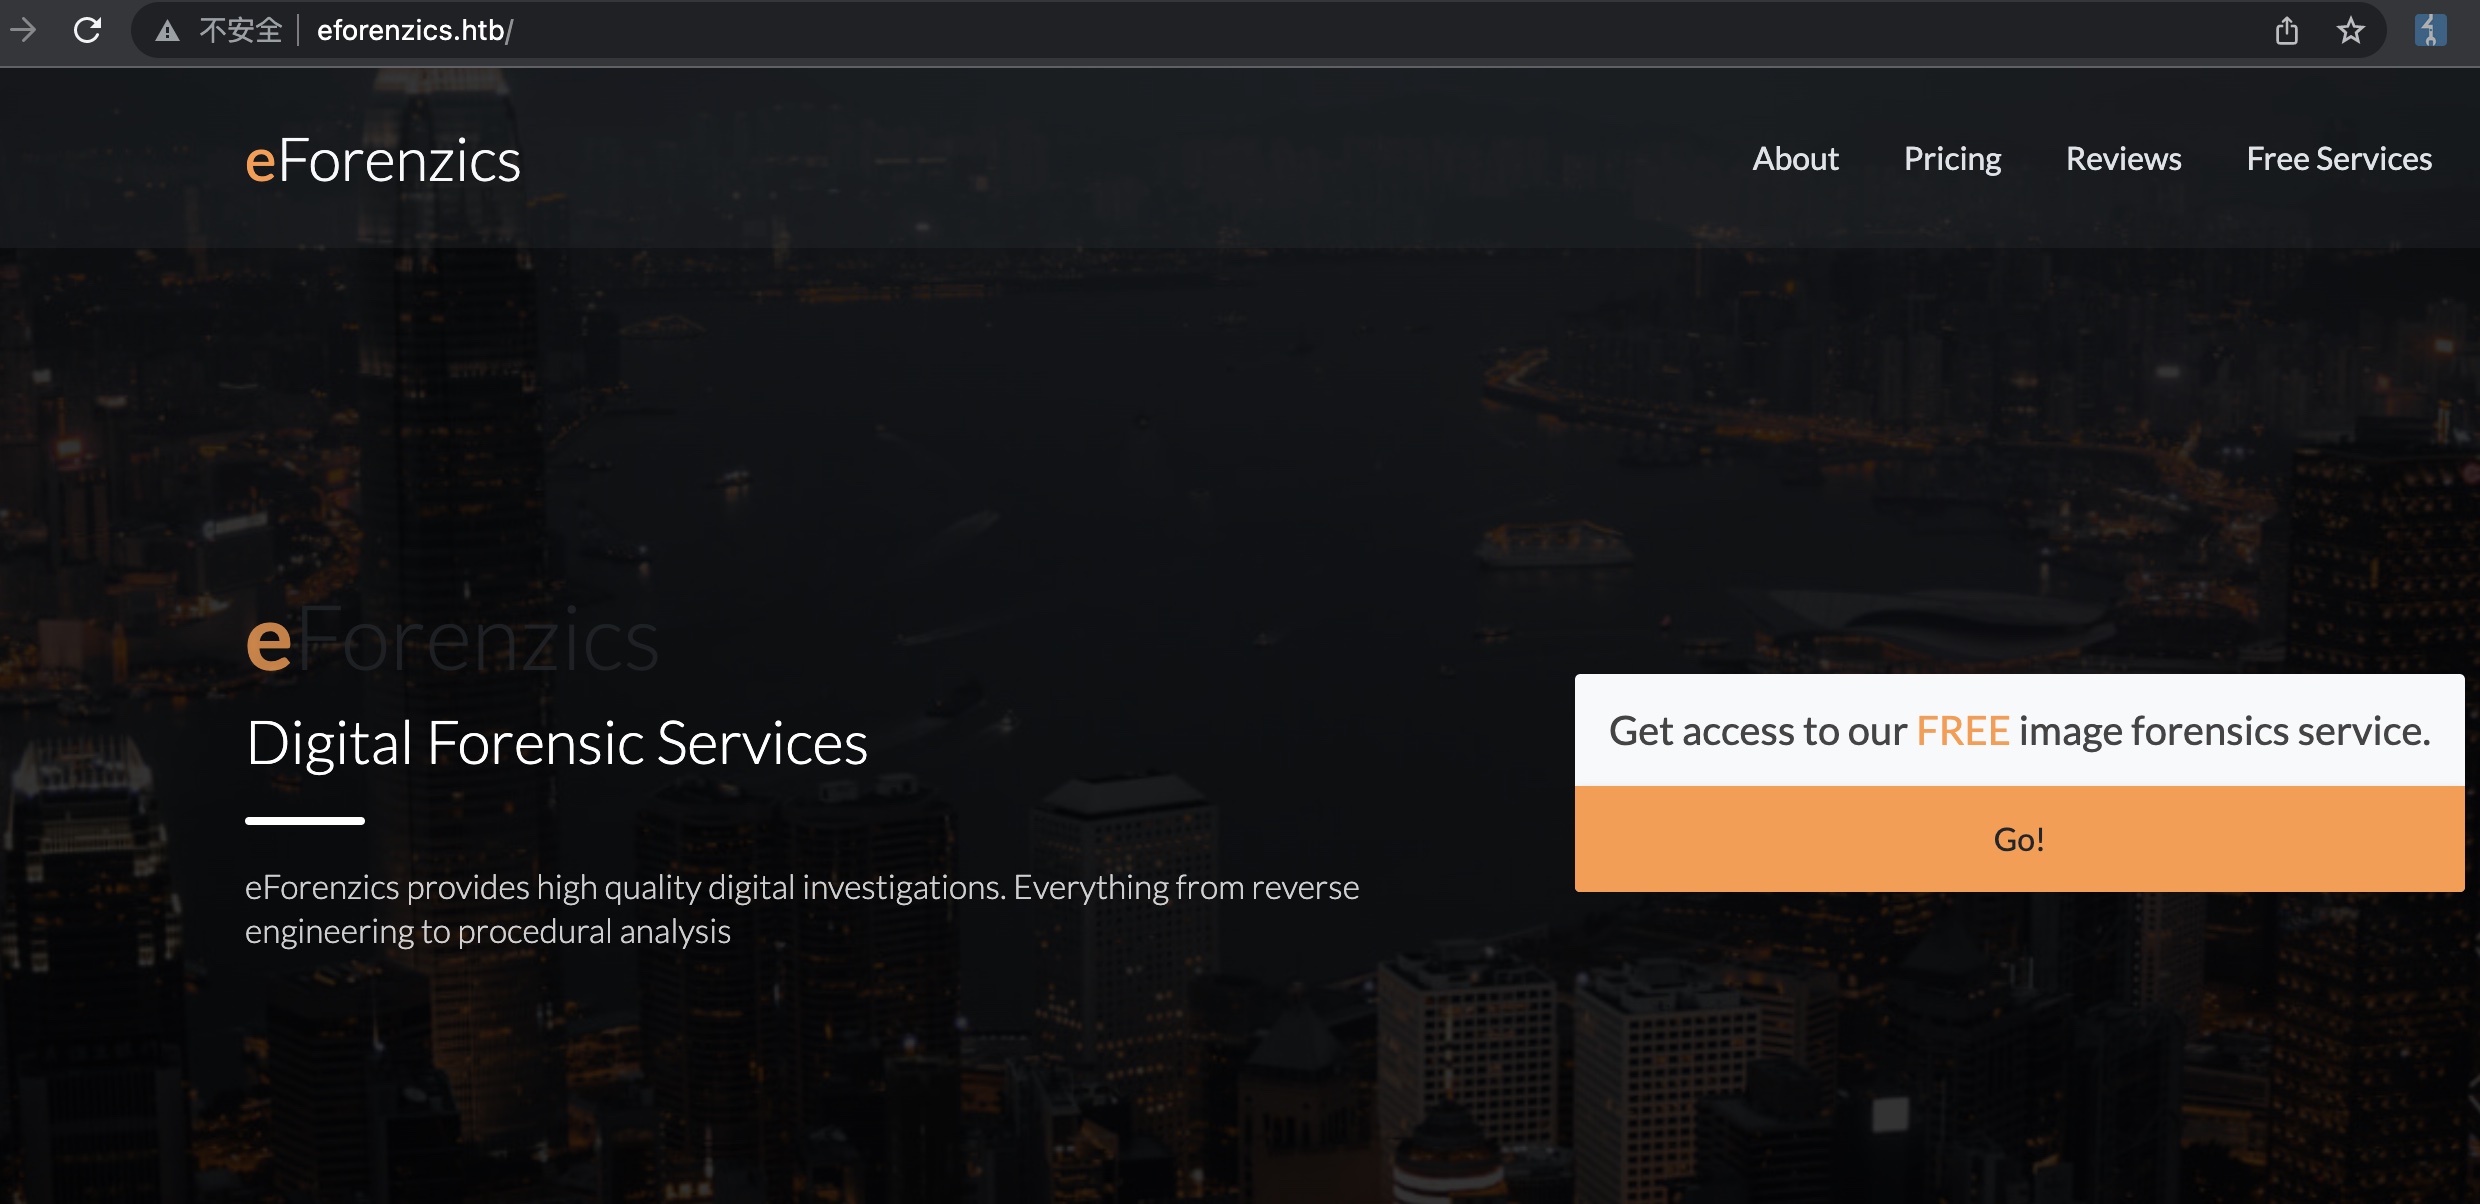 不安全 eforenzics.htb/
eForenzics
About Pricing Reviews Free Services
eForenzics
Digital Forensic Services
Get access to our FREE image forensics service.
Go!
eForenzics provides high quality digital investigations. Everything from reverse
engineering to procedural analysis